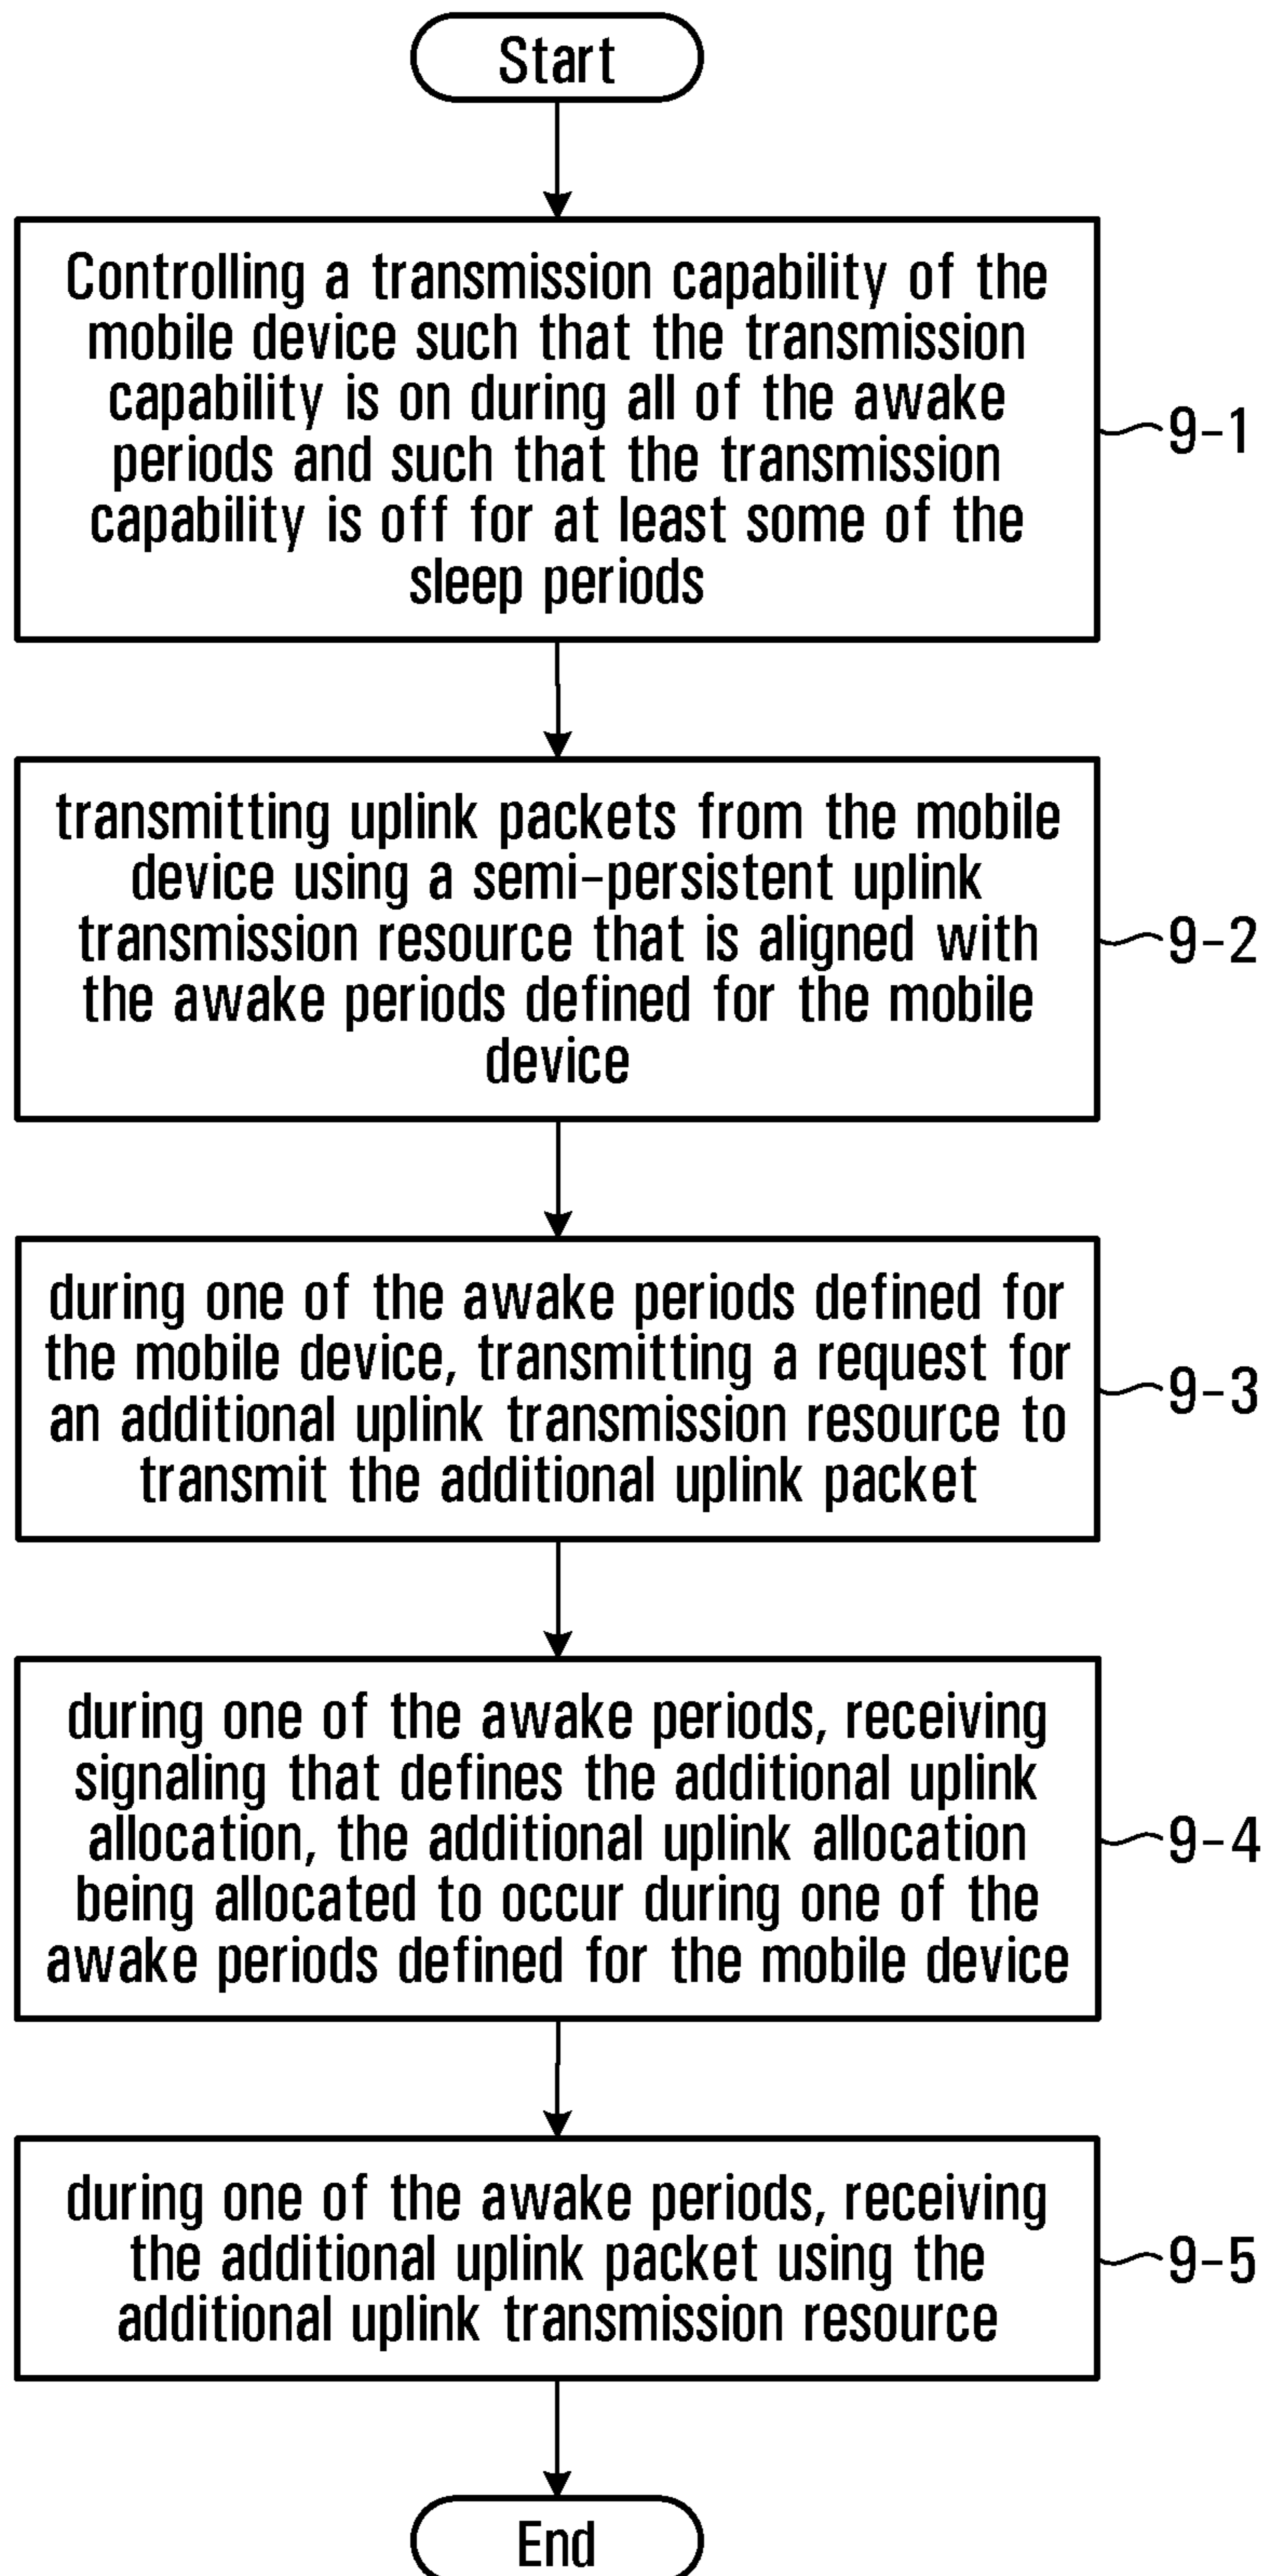 Start
Controlling a transmission capability of the
mobile device such that the transmission
capability is on during all of the awake
periods and such that the transmission
capability is off for at least some of the
sleep periods
9-1
transmitting uplink packets from the mobile
device using a semi-persistent uplink
transmission resource that is aligned with
the awake periods defined for the mobile
device
9-2
during one of the awake periods defined for
the mobile device, transmitting a request for
an additional uplink transmission resource to
transmit the additional uplink packet
9-3
during one of the awake periods, receiving
signaling that defines the additional uplink
allocation, the additional uplink allocation
being allocated to occur during one of the
awake periods defined for the mobile device
9-4
during one of the awake periods, receiving
the additional uplink packet using the
additional uplink transmission resource
9-5
End